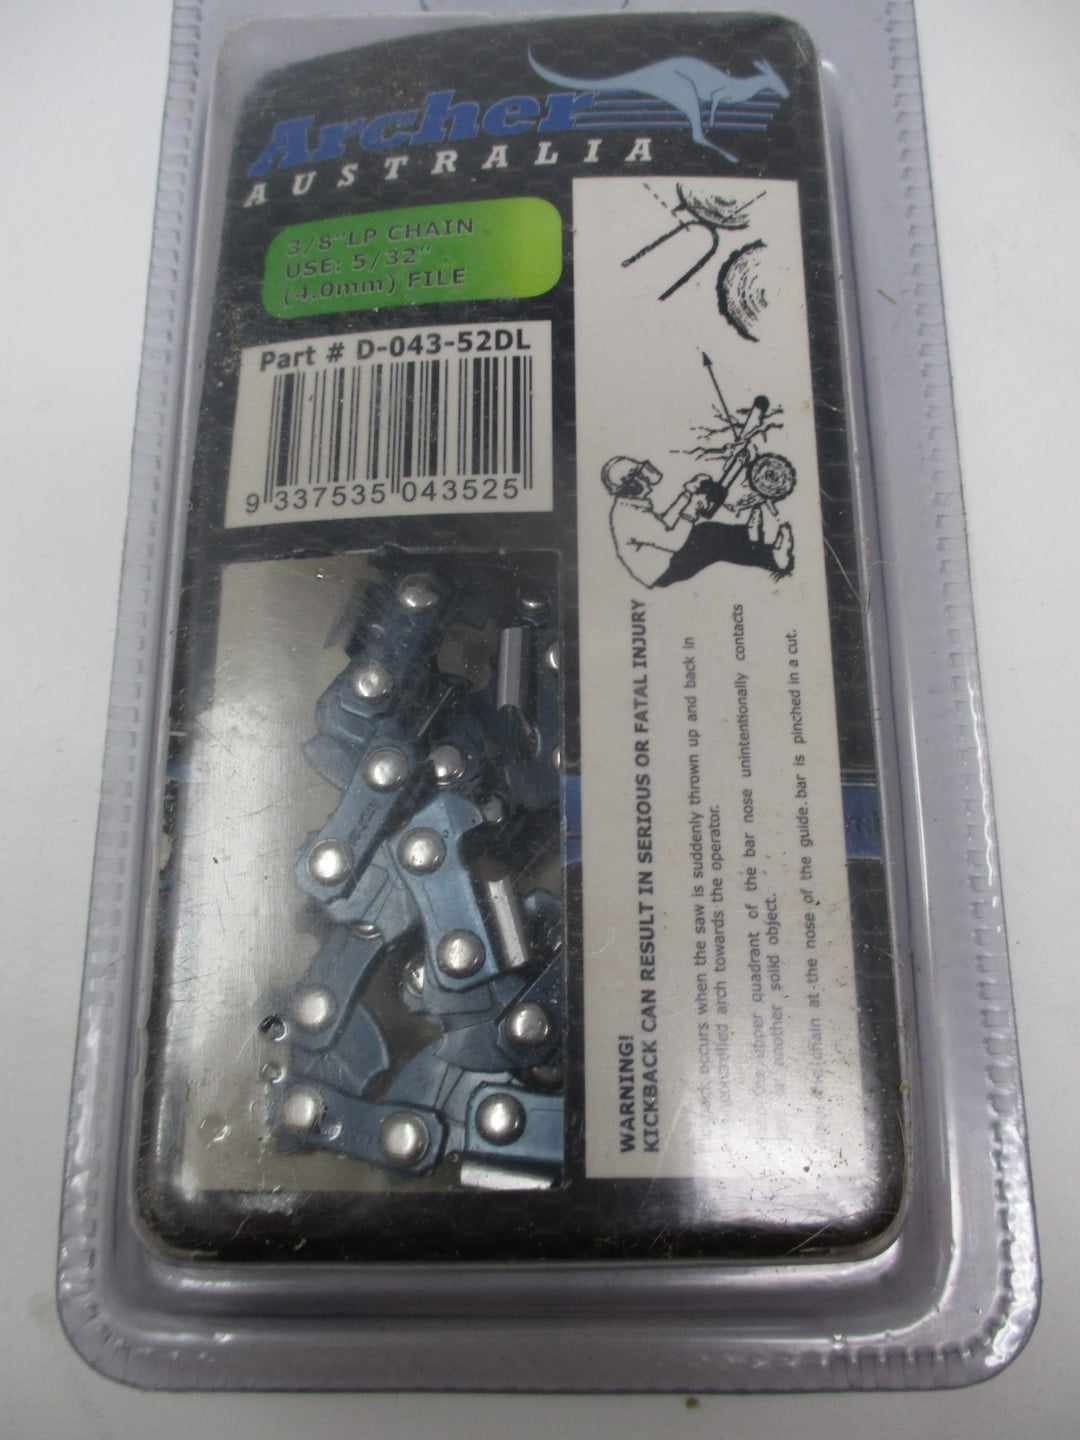 Archer
AUSTRALIA
3/8"LP CHAIN
USE: 5/32"
(4.0mm) FILE
Part # D-043-52DL
9 337535 043525
WARNING!
KICKBACK CAN RESULT IN SERIOUS OR FATAL INJURY
occurs when the saw is suddenly thrown up and back in
arch towards the operator.
upper quadrant of the bar nose unintentionally contacts
another solid object.
chain at the nose of the guide bar is pinched in a cut.